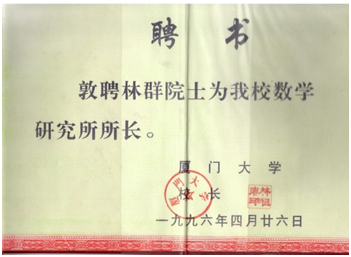 聘书
敦聘林群院士为我校数学
研究所所长。
厦门大学
校长
一九九六年四月廿六日